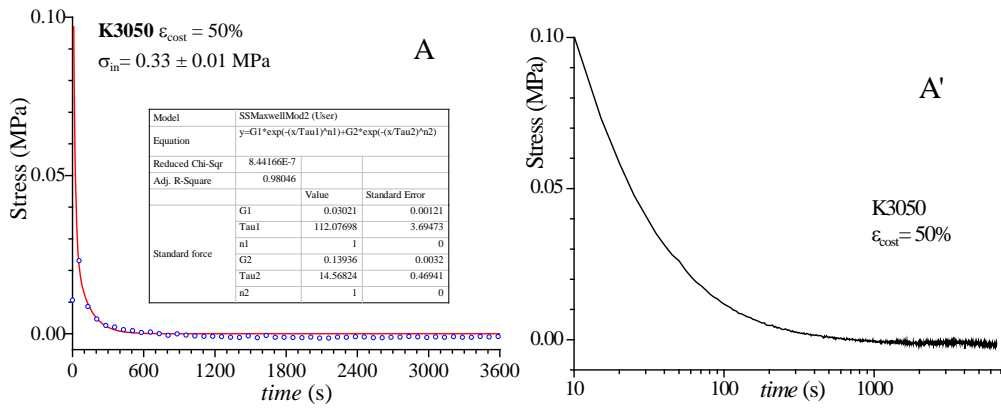 K3050 εcost = 50%
σin= 0.33 ± 0.01 MPa
A
Stress (MPa)
0.10
0.05
0.00
Model SSMaxwellMod2 (User)
Equation y=G1*exp(-(x/Tau1)^n1)+G2*exp(-(x/Tau2)^n2)
Reduced Chi-Sqr 8.44166E-7
Adj. R-Square 0.98046
Value Standard Error
Standard force
G1 0.03021 0.00121
Tau1 112.07698 3.69473
n1 1 0
G2 0.13936 0.0032
Tau2 14.56824 0.46941
n2 1 0
0 600 1200 1800 2400 3000 3600
time (s)
A'
Stress (MPa)
0.10
0.05
0.00
K3050
εcost= 50%
10 100 1000
time (s)